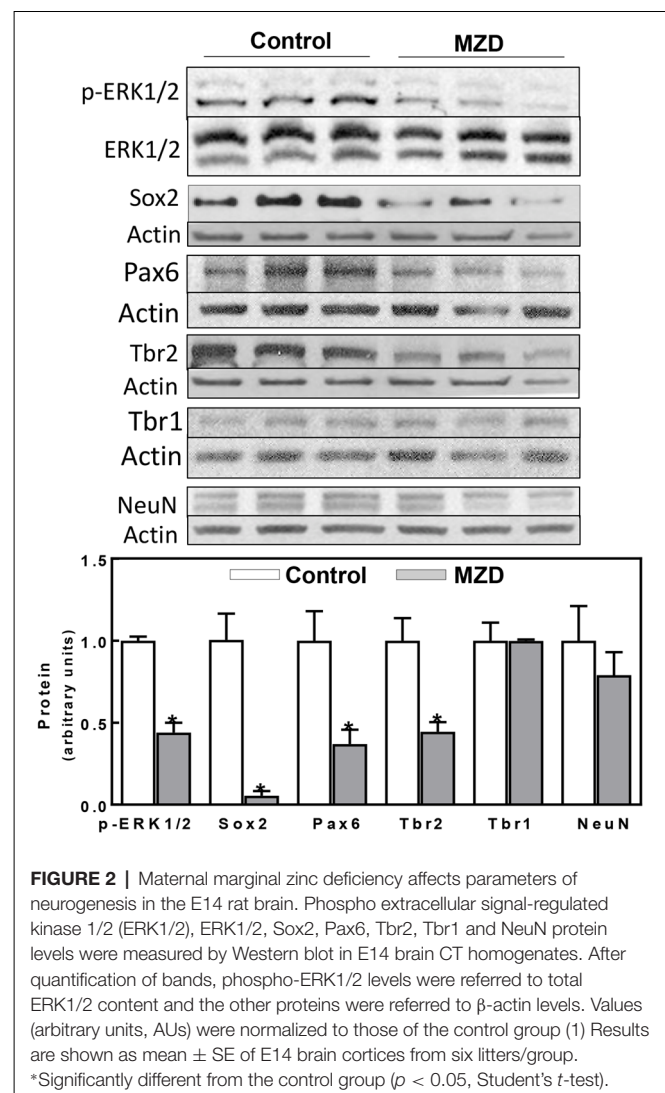 Control MZD
p-ERK1/2
ERK1/2
Sox2
Actin
Pax6
Actin
Tbr2
Actin
Tbr1
Actin
NeuN
Actin
1.5
Control MZD
1.0
Protein
(arbitrary units)
0.5
0.0
* * * *
p-ERK1/2 Sox2 Pax6 Tbr2 Tbr1 NeuN
FIGURE 2 | Maternal marginal zinc deficiency affects parameters of
neurogenesis in the E14 rat brain. Phospho extracellular signal-regulated
kinase 1/2 (ERK1/2), ERK1/2, Sox2, Pax6, Tbr2, Tbr1 and NeuN protein
levels were measured by Western blot in E14 brain CT homogenates. After
quantification of bands, phospho-ERK1/2 levels were referred to total
ERK1/2 content and the other proteins were referred to β-actin levels. Values
(arbitrary units, AUs) were normalized to those of the control group (1) Results
are shown as mean ± SE of E14 brain cortices from six litters/group.
*Significantly different from the control group (p < 0.05, Student's t-test).